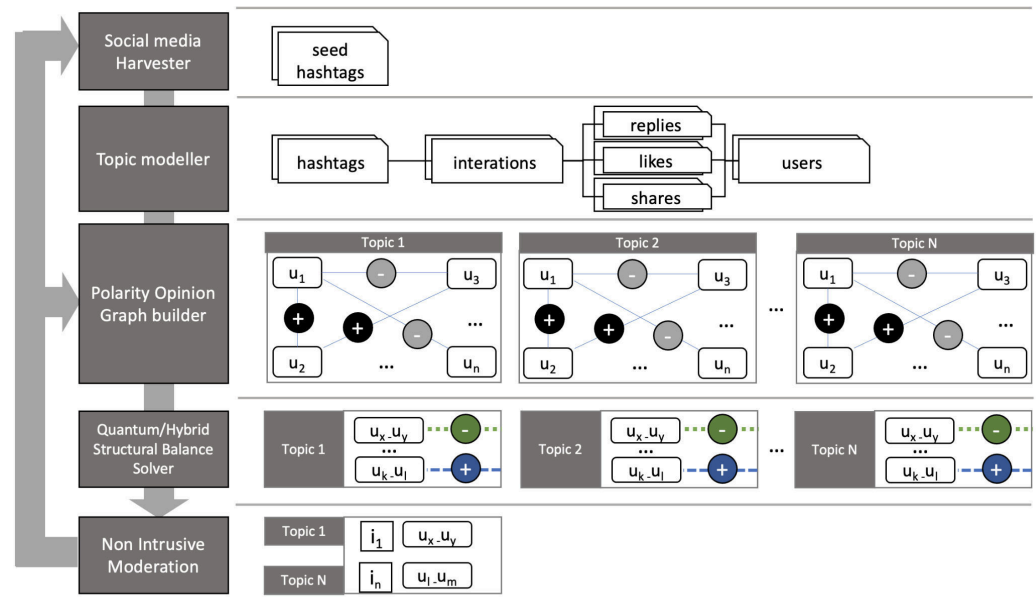 Social media
Harvester
seed
hashtags
Topic modeller
hashtags
interations
replies
likes
shares
users
Polarity Opinion
Graph builder
Topic 1
u1
-
u3
+
+
-
...
u2
...
un
Topic 2
u1
-
u3
+
+
-
...
u2
...
un
...
Topic N
u1
-
u3
+
+
-
...
u2
...
un
Quantum/Hybrid
Structural Balance
Solver
Topic 1
ux-uy
-
...
uk-ul
+
Topic 2
ux-uy
-
...
uk-ul
+
...
Topic N
ux-uy
-
...
uk-ul
+
Non Intrusive
Moderation
Topic 1
i1
ux-uy
Topic N
in
ul-um